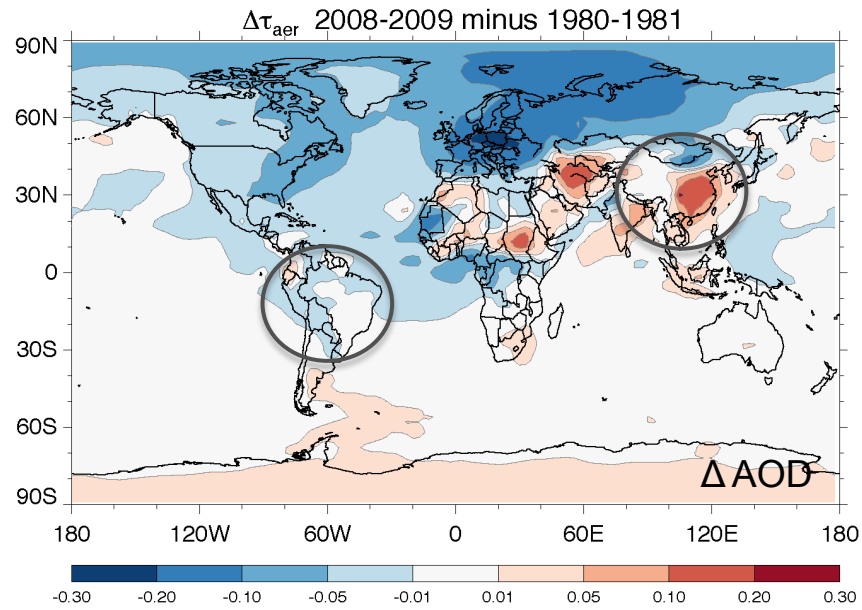 Δτaer 2008-2009 minus 1980-1981
90N
60N
30N
0
30S
60S
90S
Δ AOD
180 120W 60W 0 60E 120E 180
-0.30 -0.20 -0.10 -0.05 -0.01 0.01 0.05 0.10 0.20 0.30